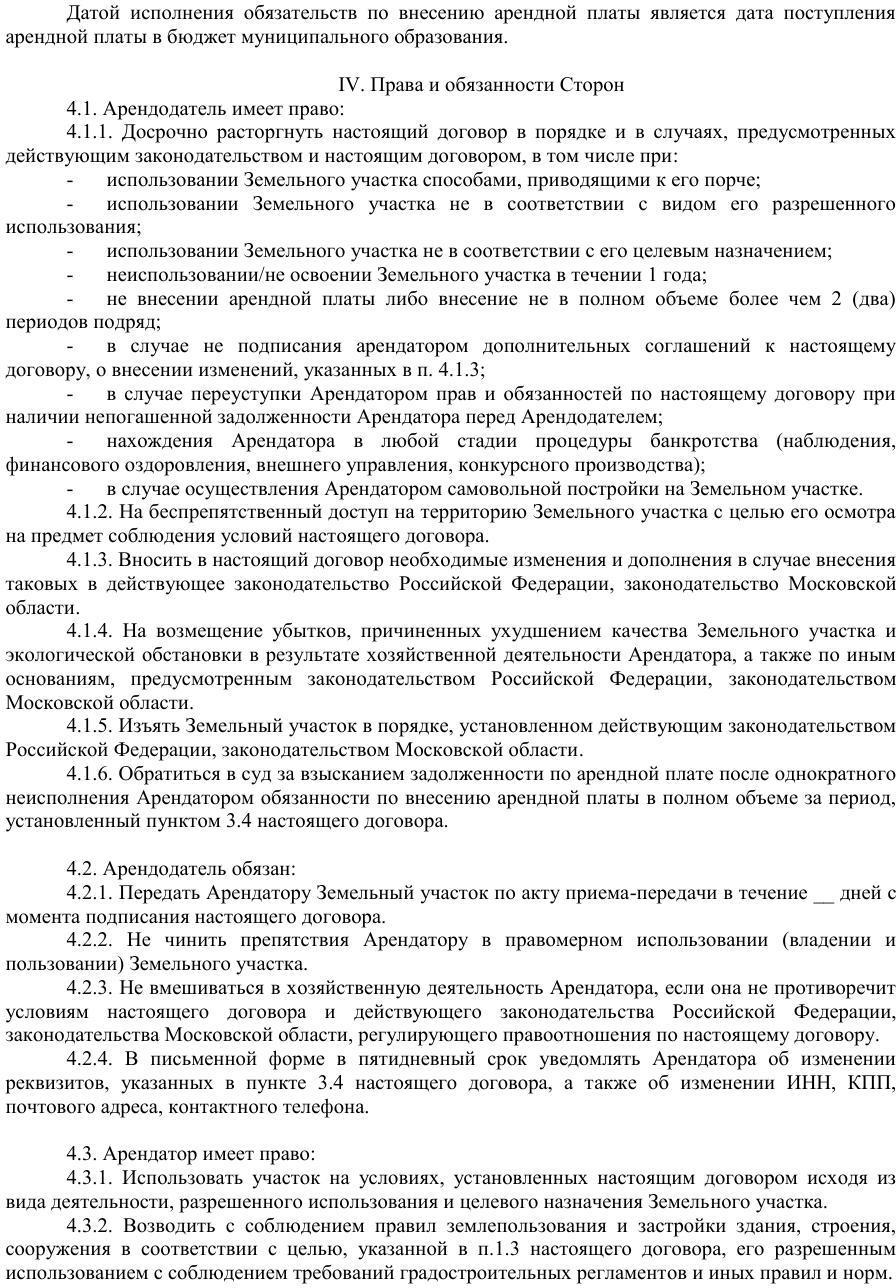 Датой исполнения обязательств по внесению арендной платы является дата поступления
арендной платы в бюджет муниципального образования.
IV. Права и обязанности Сторон
4.1. Арендодатель имеет право:
4.1.1. Досрочно расторгнуть настоящий договор в порядке и в случаях, предусмотренных
действующим законодательством и настоящим договором, в том числе при:
- использовании Земельного участка способами, приводящими к его порче;
- использовании Земельного участка не в соответствии с видом его разрешенного
использования;
- использовании Земельного участка не в соответствии с его целевым назначением;
- неиспользовании/не освоении Земельного участка в течении 1 года;
- не внесении арендной платы либо внесение не в полном объеме более чем 2 (два)
периодов подряд;
- в случае не подписания арендатором дополнительных соглашений к настоящему
договору, о внесении изменений, указанных в п. 4.1.3;
- в случае переуступки Арендатором прав и обязанностей по настоящему договору при
наличии непогашенной задолженности Арендатора перед Арендодателем;
- нахождения Арендатора в любой стадии процедуры банкротства (наблюдения,
финансового оздоровления, внешнего управления, конкурсного производства);
- в случае осуществления Арендатором самовольной постройки на Земельном участке.
4.1.2. На беспрепятственный доступ на территорию Земельного участка с целью его осмотра
на предмет соблюдения условий настоящего договора.
4.1.3. Вносить в настоящий договор необходимые изменения и дополнения в случае внесения
таковых в действующее законодательство Российской Федерации, законодательство Московской
области.
4.1.4. На возмещение убытков, причиненных ухудшением качества Земельного участка и
экологической обстановки в результате хозяйственной деятельности Арендатора, а также по иным
основаниям, предусмотренным законодательством Российской Федерации, законодательством
Московской области.
4.1.5. Изъять Земельный участок в порядке, установленном действующим законодательством
Российской Федерации, законодательством Московской области.
4.1.6. Обратиться в суд за взысканием задолженности по арендной плате после однократного
неисполнения Арендатором обязанности по внесению арендной платы в полном объеме за период,
установленный пунктом 3.4 настоящего договора.
4.2. Арендодатель обязан:
4.2.1. Передать Арендатору Земельный участок по акту приема-передачи в течение __ дней с
момента подписания настоящего договора.
4.2.2. Не чинить препятствия Арендатору в правомерном использовании (владении и
пользовании) Земельного участка.
4.2.3. Не вмешиваться в хозяйственную деятельность Арендатора, если она не противоречит
условиям настоящего договора и действующего законодательства Российской Федерации,
законодательства Московской области, регулирующего правоотношения по настоящему договору.
4.2.4. В письменной форме в пятидневный срок уведомлять Арендатора об изменении
реквизитов, указанных в пункте 3.4 настоящего договора, а также об изменении ИНН, КПП,
почтового адреса, контактного телефона.
4.3. Арендатор имеет право:
4.3.1. Использовать участок на условиях, установленных настоящим договором исходя из
вида деятельности, разрешенного использования и целевого назначения Земельного участка.
4.3.2. Возводить с соблюдением правил землепользования и застройки здания, строения,
сооружения в соответствии с целью, указанной в п.1.3 настоящего договора, его разрешенным
использованием с соблюдением требований градостроительных регламентов и иных правил и норм.